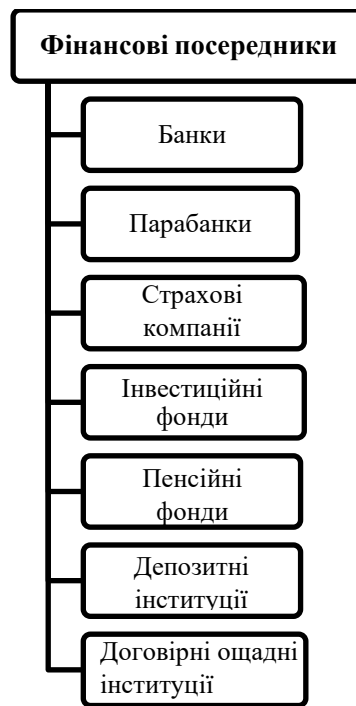 Фінансові посередники
Банки
Парабанки
Страхові
компанії
Інвестиційні
фонди
Пенсійні
фонди
Депозитні
інституції
Договірні ощадні
інституції